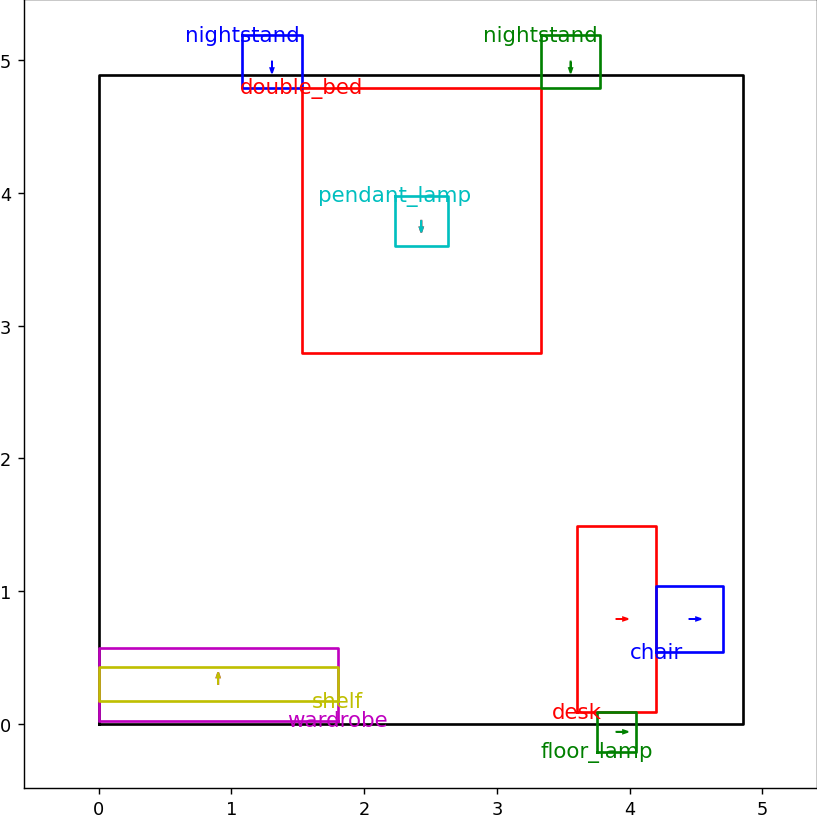 nightstand
nightstand
5
double_bed
pendant_lamp
4
3
2
1
chair
shelf
desk
wardrobe
0
floor_lamp
0 1 2 3 4 5